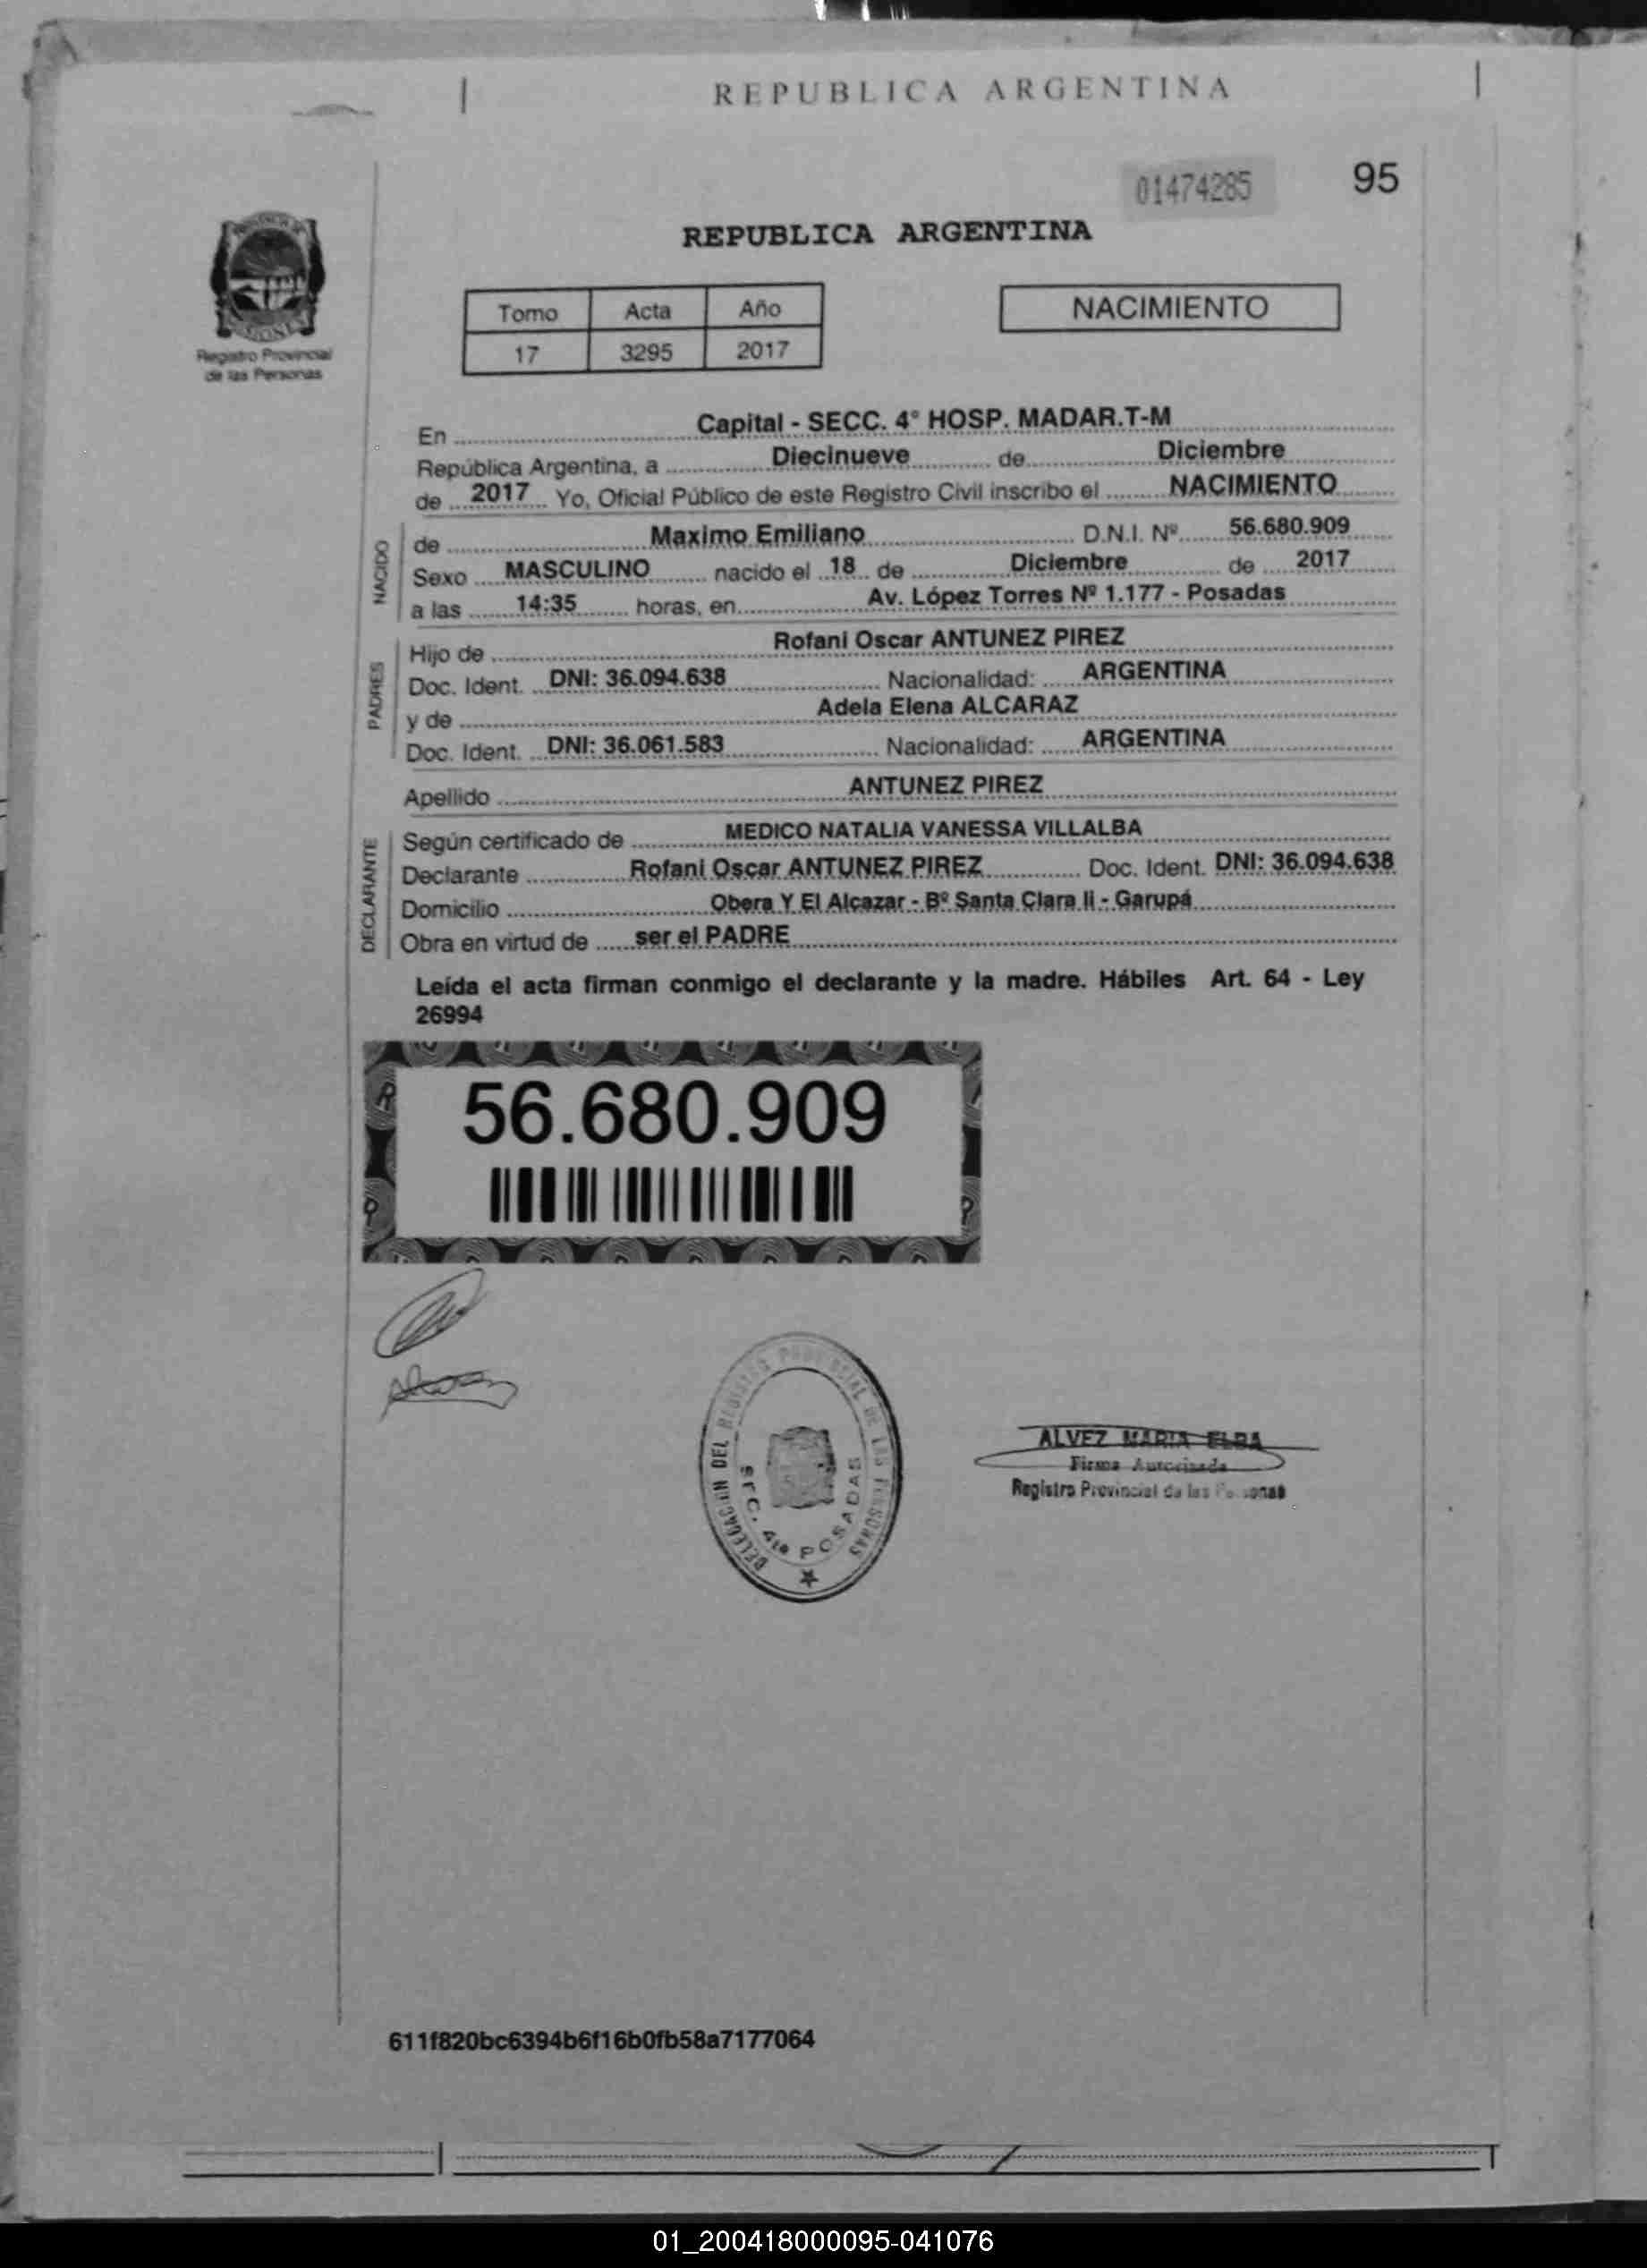 REPUBLICA ARGENTINA
01474285 95
REPUBLICA ARGENTINA
Registro Provincial
de las Personas
Tomo Acta Año
17 3295 2017
NACIMIENTO
En Capital - SECC. 4° HOSP. MADAR.T-M
República Argentina, a Diecinueve de Diciembre
de 2017 Yo, Oficial Público de este Registro Civil inscribo el NACIMIENTO
NACIDO
de Maximo Emiliano D.N.I. Nº 56.680.909
Sexo MASCULINO nacido el 18 de Diciembre de 2017
a las 14:35 horas, en Av. López Torres Nº 1.177 - Posadas
PADRES
Hijo de Rofani Oscar ANTUNEZ PIREZ
Doc. Ident. DNI: 36.094.638 Nacionalidad: ARGENTINA
y de Adela Elena ALCARAZ
Doc. Ident. DNI: 36.061.583 Nacionalidad: ARGENTINA
Apellido ANTUNEZ PIREZ
DECLARANTE
Según certificado de MEDICO NATALIA VANESSA VILLALBA
Declarante Rofani Oscar ANTUNEZ PIREZ Doc. Ident. DNI: 36.094.638
Domicilio Obera Y El Alcazar - Bº Santa Clara Ii - Garupá
Obra en virtud de ser el PADRE
Leída el acta firman conmigo el declarante y la madre. Hábiles Art. 64 - Ley
26994
56.680.909
DELEGACION DEL REGISTRO PROVINCIAL DE LAS PERSONAS
SEC. 4ta POSADAS
ALVEZ MARIA ELBA
Firma Autorizada
Registro Provincial de las Personas
611f820bc6394b6f16b0fb58a7177064
01_200418000095-041076